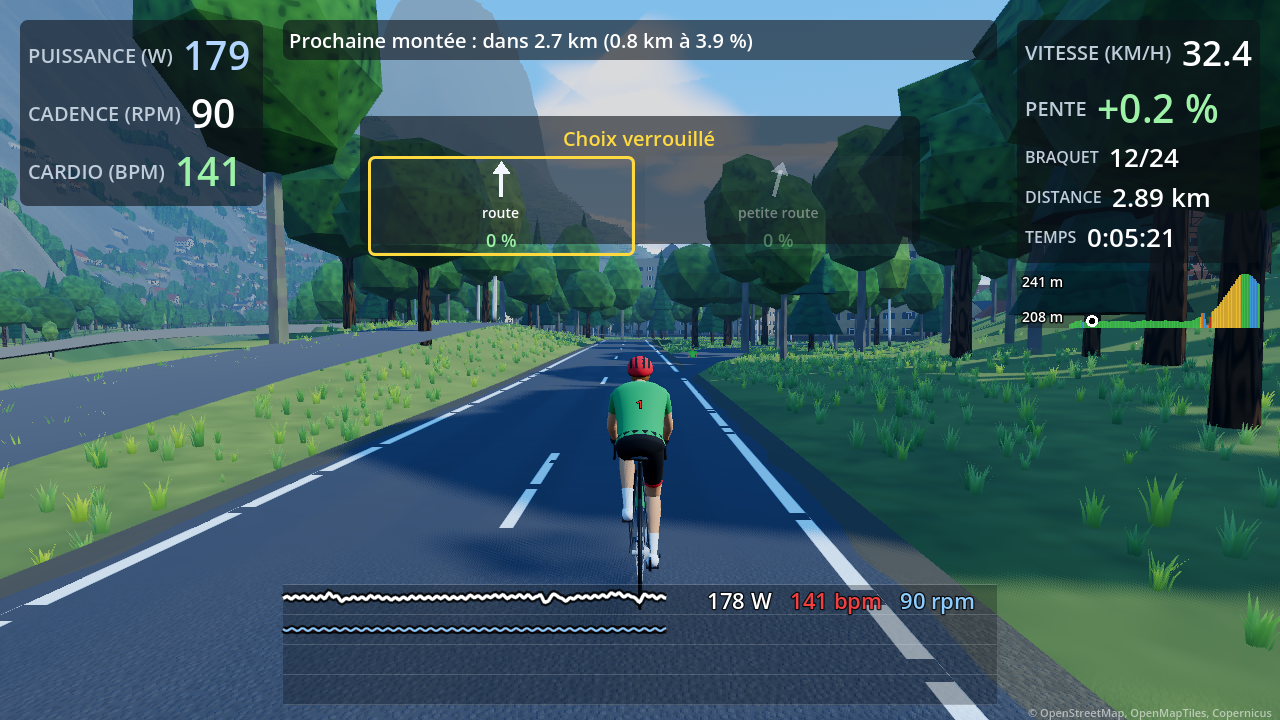 PUISSANCE (W) 179
CADENCE (RPM) 90
CARDIO (BPM) 141
Prochaine montée : dans 2.7 km (0.8 km à 3.9 %)
Choix verrouillé
route
0 %
petite route
0 %
VITESSE (KM/H) 32.4
PENTE +0.2 %
BRAQUET 12/24
DISTANCE 2.89 km
TEMPS 0:05:21
241 m
208 m
1
178 W 141 bpm 90 rpm
© OpenStreetMap, OpenMapTiles, Copernicus